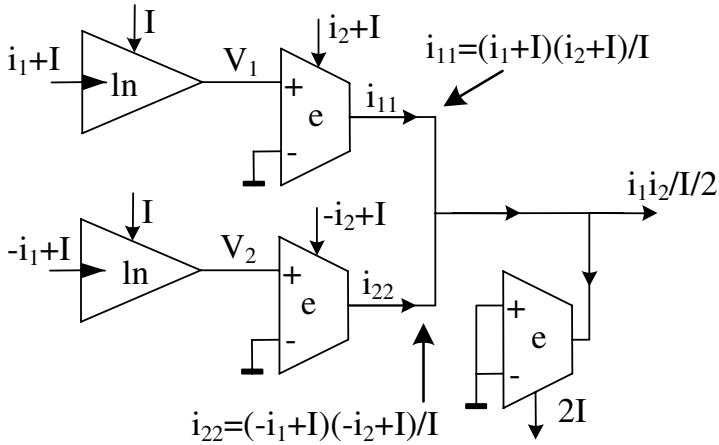 I
i₂+I
i₁₁=(i₁+I)(i₂+I)/I
i₁+I
ln
V₁
+
e
-
i₁₁
i₁i₂/I/2
I
-i₂+I
-i₁+I
ln
V₂
+
e
-
i₂₂
+
e
-
2I
i₂₂=(-i₁+I)(-i₂+I)/I